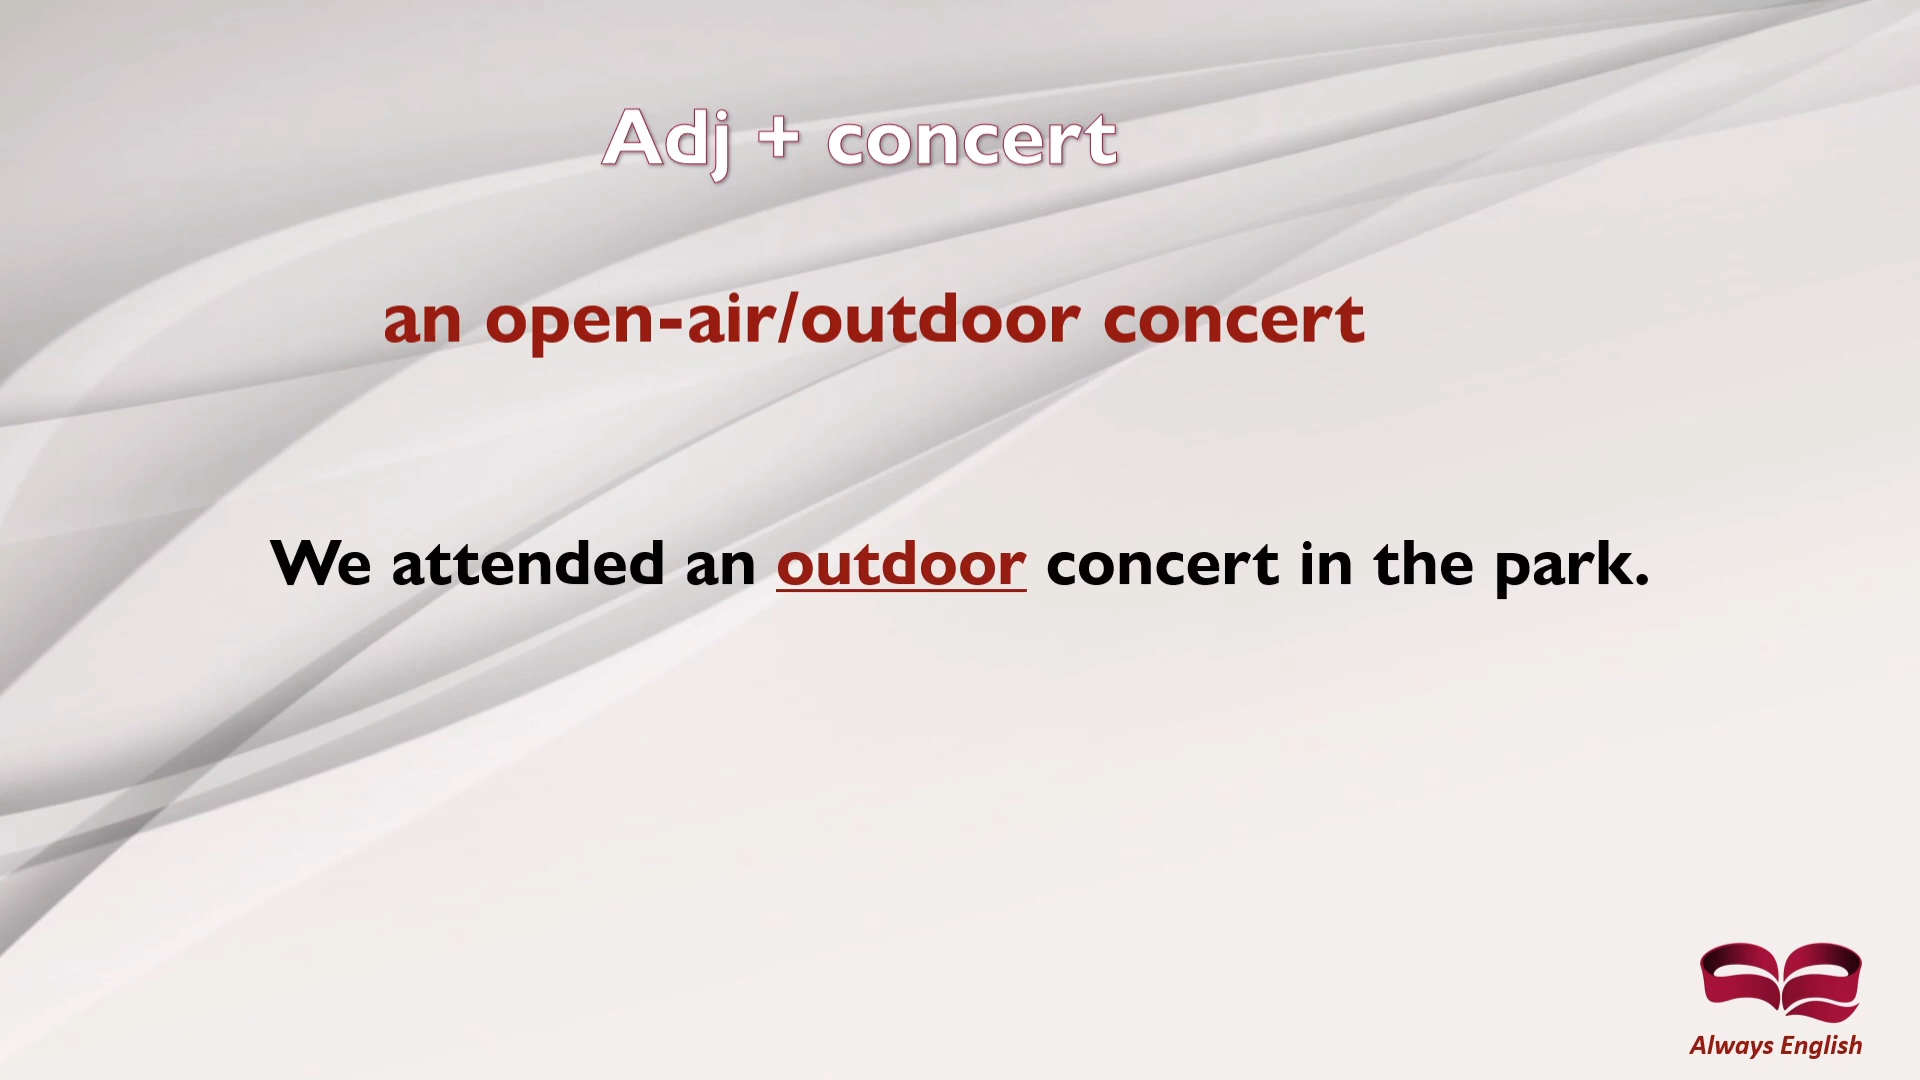 Adj + concert
an open-air/outdoor concert
We attended an outdoor concert in the park.
Always English